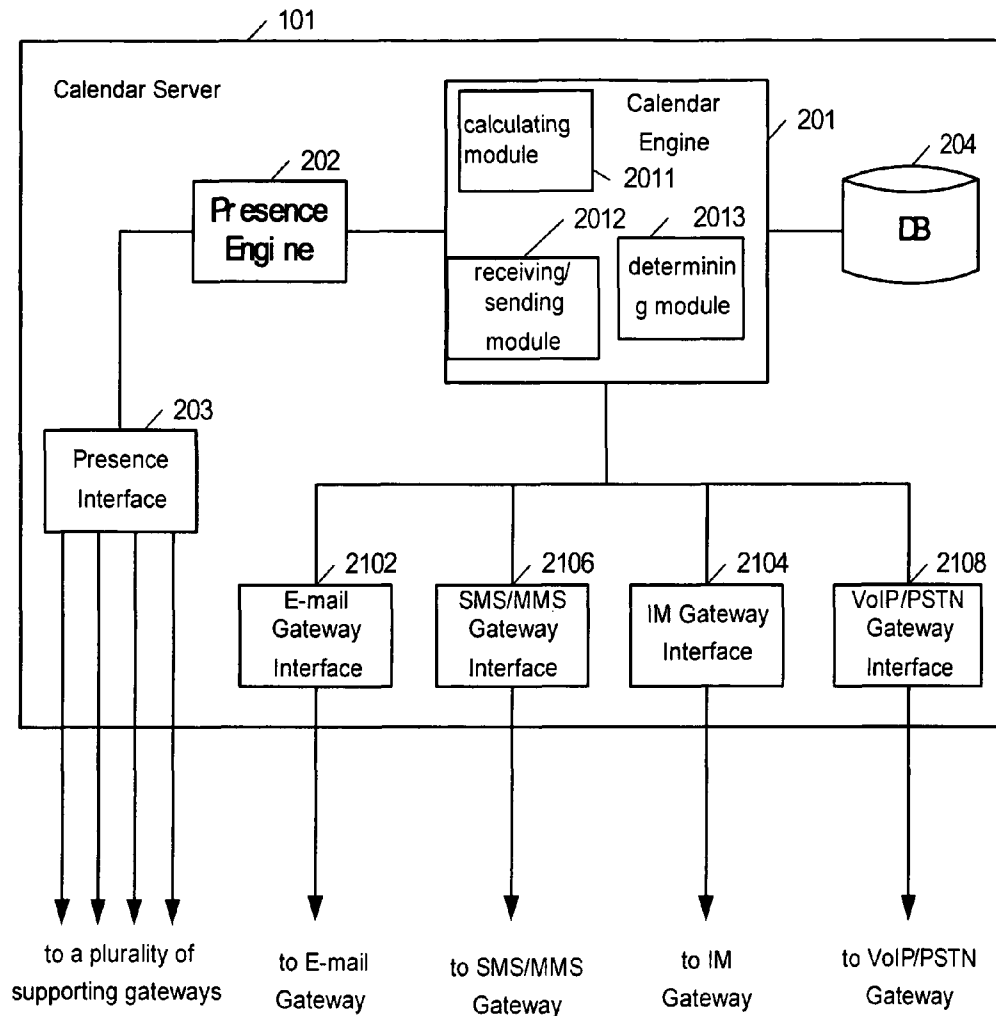 101
Calendar Server
Calendar
Engine
201
calculating
module
2011
202
Presence
Engine
204
DB
2012
receiving/
sending
module
2013
determinin
g module
203
Presence
Interface
2102
E-mail
Gateway
Interface
2106
SMS/MMS
Gateway
Interface
2104
IM Gateway
Interface
2108
VoIP/PSTN
Gateway
Interface
to a plurality of
supporting gateways
to E-mail
Gateway
to SMS/MMS
Gateway
to IM
Gateway
to VoIP/PSTN
Gateway